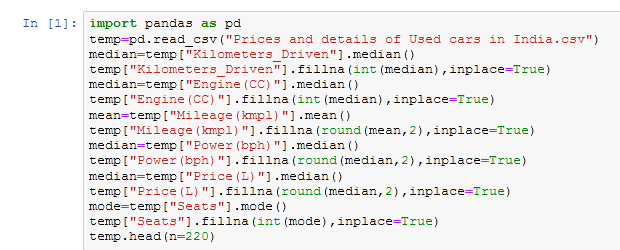 In [1]: import pandas as pd
temp=pd.read_csv("Prices and details of Used cars in India.csv")
median=temp["Kilometers_Driven"].median()
temp["Kilometers_Driven"].fillna(int(median),inplace=True)
median=temp["Engine(CC)"].median()
temp["Engine(CC)"].fillna(int(median),inplace=True)
mean=temp["Mileage(kmpl)"].mean()
temp["Mileage(kmpl)"].fillna(round(mean,2),inplace=True)
median=temp["Power(bph)"].median()
temp["Power(bph)"].fillna(round(median,2),inplace=True)
median=temp["Price(L)"].median()
temp["Price(L)"].fillna(round(median,2),inplace=True)
mode=temp["Seats"].mode()
temp["Seats"].fillna(int(mode),inplace=True)
temp.head(n=220)